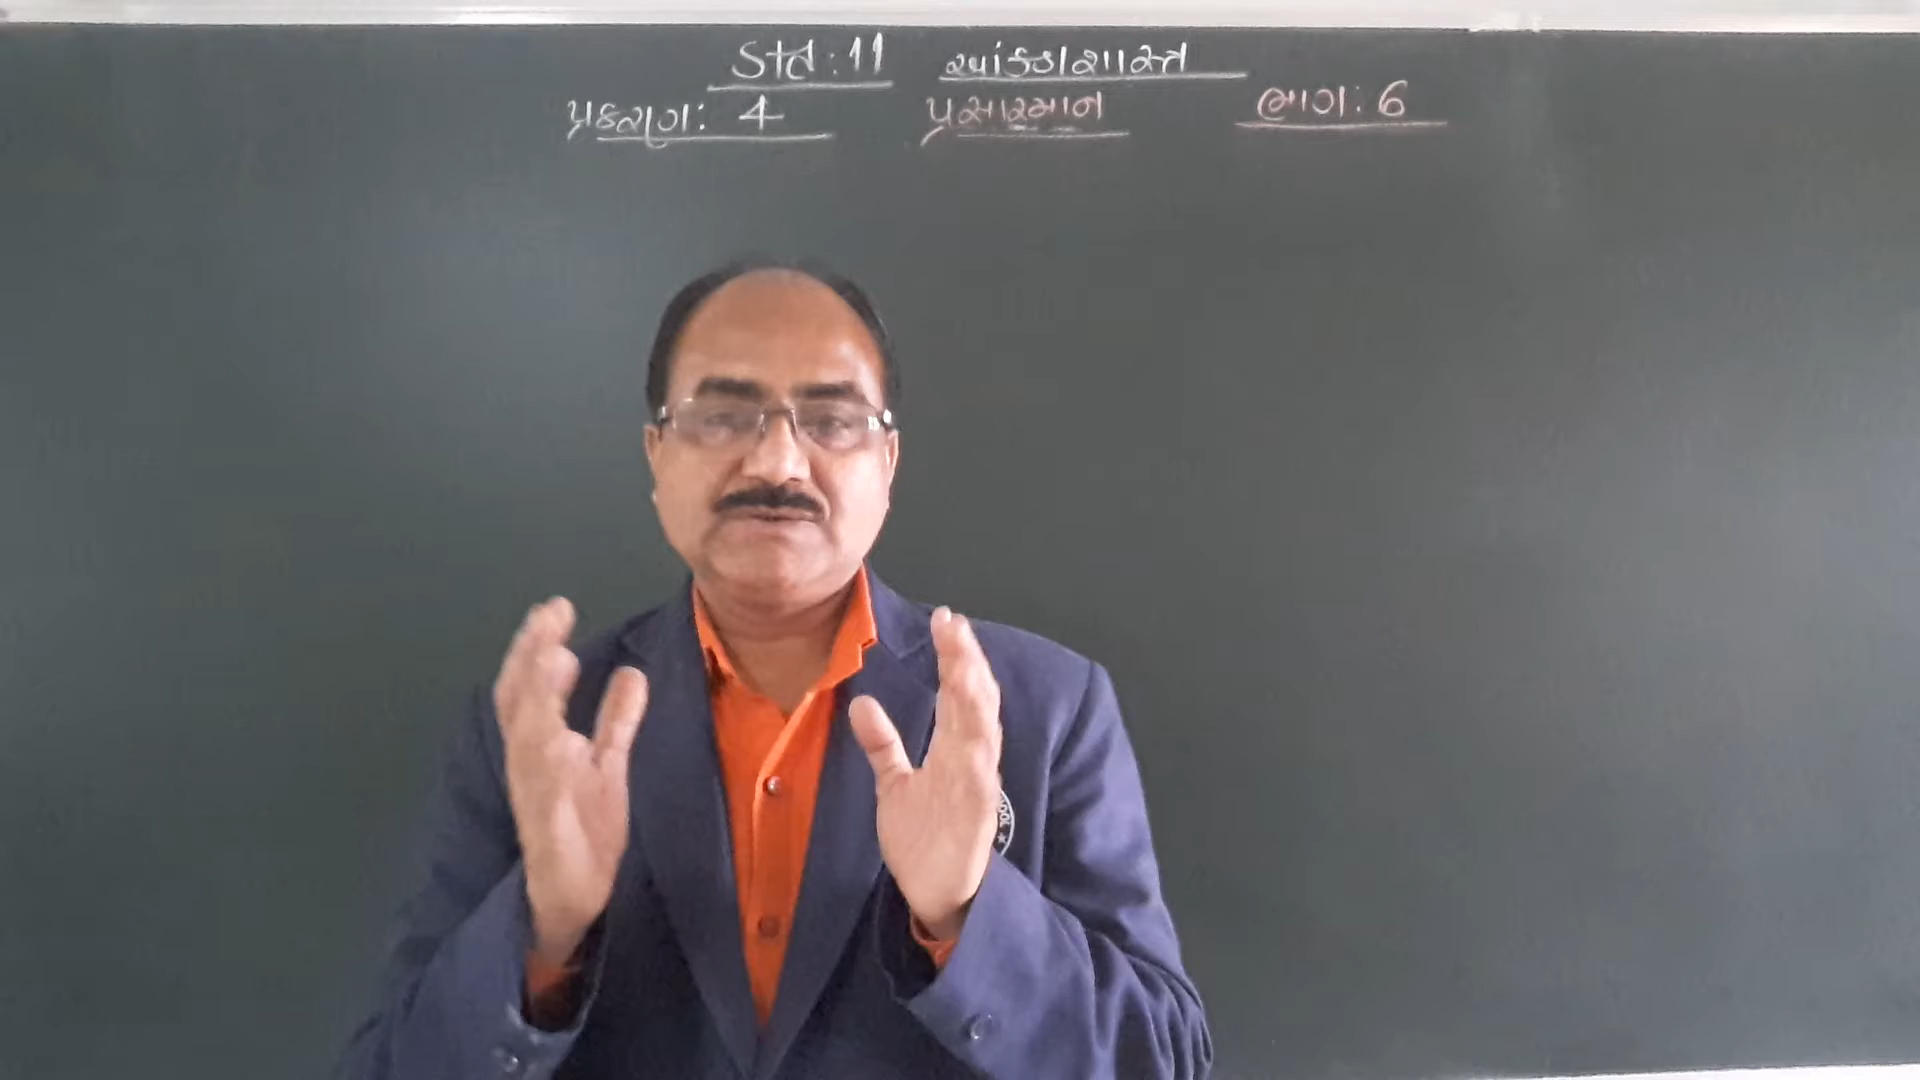 ધોરણ : 11 આંકડાશાસ્ત્ર
પ્રકરણ : 4 પ્રસારમાન ભાગ : 6